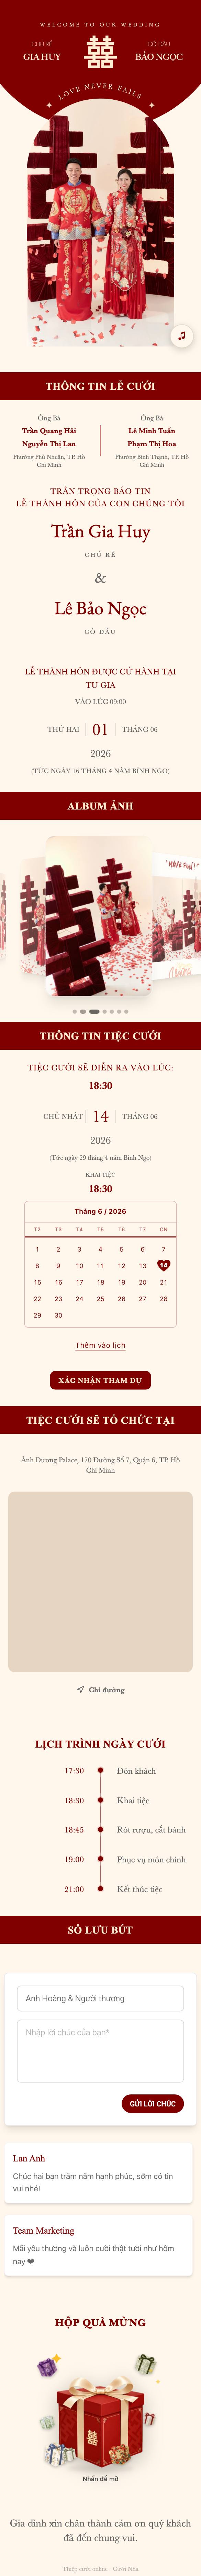 WELCOME TO OUR WEDDING
CHÚ RỂ
GIA HUY
囍
CÔ DÂU
BẢO NGỌC
LOVE NEVER FAILS
THÔNG TIN LỄ CƯỚI
Ông Bà
Trần Quang Hải
Nguyễn Thị Lan
Phường Phú Nhuận, TP. Hồ
Chí Minh
Ông Bà
Lê Minh Tuấn
Phạm Thị Hoa
Phường Bình Thạnh, TP. Hồ
Chí Minh
TRÂN TRỌNG BÁO TIN
LỄ THÀNH HÔN CỦA CON CHÚNG TÔI
Trần Gia Huy
CHÚ RỂ
&
Lê Bảo Ngọc
CÔ DÂU
LỄ THÀNH HÔN ĐƯỢC CỬ HÀNH TẠI
TƯ GIA
VÀO LÚC 09:00
THỨ HAI 01 THÁNG 06
2026
(TỨC NGÀY 16 THÁNG 4 NĂM BÍNH NGỌ)
ALBUM ẢNH
THÔNG TIN TIỆC CƯỚI
TIỆC CƯỚI SẼ DIỄN RA VÀO LÚC:
18:30
CHỦ NHẬT 14 THÁNG 06
2026
(Tức ngày 29 tháng 4 năm Bính Ngọ)
KHAI TIỆC
18:30
Tháng 6 / 2026
T2 T3 T4 T5 T6 T7 CN
1 2 3 4 5 6 7
8 9 10 11 12 13 14
15 16 17 18 19 20 21
22 23 24 25 26 27 28
29 30
Thêm vào lịch
XÁC NHẬN THAM DỰ
TIỆC CƯỚI SẼ TỔ CHỨC TẠI
Ánh Dương Palace, 170 Đường Số 7, Quận 6, TP. Hồ
Chí Minh
Chỉ đường
LỊCH TRÌNH NGÀY CƯỚI
17:30 Đón khách
18:30 Khai tiệc
18:45 Rót rượu, cắt bánh
19:00 Phục vụ món chính
21:00 Kết thúc tiệc
SỔ LƯU BÚT
Anh Hoàng & Người thương
Nhập lời chúc của bạn*
GỬI LỜI CHÚC
Lan Anh
Chúc hai bạn trăm năm hạnh phúc, sớm có tin
vui nhé!
Team Marketing
Mãi yêu thương và luôn cười thật tươi như hôm
nay ❤
HỘP QUÀ MỪNG
囍
Nhấn để mở
Gia đình xin chân thành cảm ơn quý khách
đã đến chung vui.
Thiệp cưới online · Cưới Nha